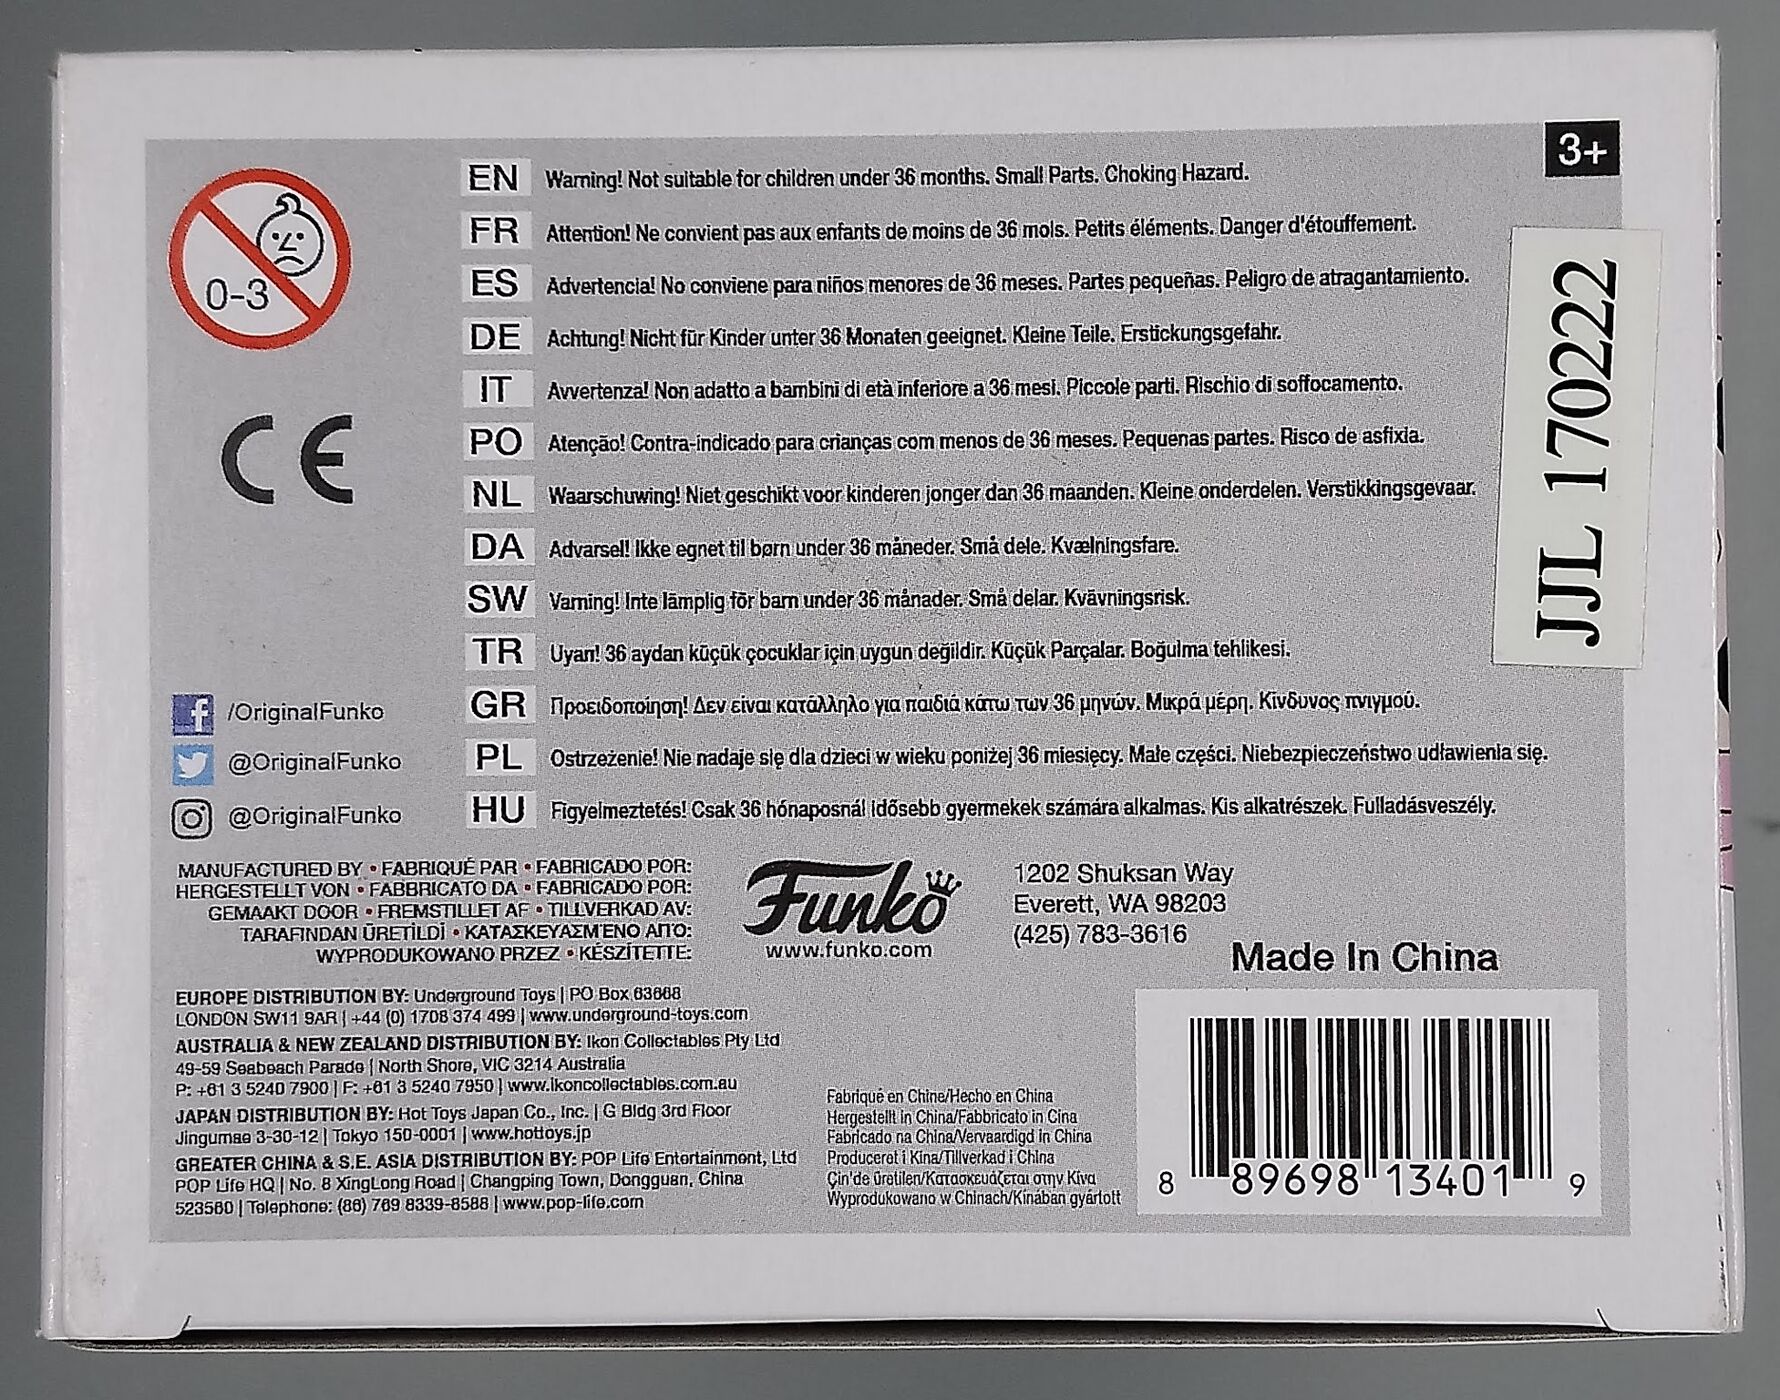 3+
0-3
EN Warning! Not suitable for children under 36 months. Small Parts. Choking Hazard.
FR Attention! Ne convient pas aux enfants de moins de 36 mois. Petits éléments. Danger d'étouffement.
ES Advertencia! No conviene para niños menores de 36 meses. Partes pequeñas. Peligro de atragantamiento.
DE Achtung! Nicht für Kinder unter 36 Monaten geeignet. Kleine Teile. Erstickungsgefahr.
IT Avvertenza! Non adatto a bambini di età inferiore a 36 mesi. Piccole parti. Rischio di soffocamento.
PO Atenção! Contra-indicado para crianças com menos de 36 meses. Pequenas partes. Risco de asfixia.
NL Waarschuwing! Niet geschikt voor kinderen jonger dan 36 maanden. Kleine onderdelen. Verstikkingsgevaar.
DA Advarsel! Ikke egnet til børn under 36 måneder. Små dele. Kvælningsfare.
SW Varning! Inte lämplig för barn under 36 månader. Små delar. Kvävningsrisk.
TR Uyarı! 36 aydan küçük çocuklar için uygun değildir. Küçük Parçalar. Boğulma tehlikesi.
GR Προειδοποίηση! Δεν είναι κατάλληλο για παιδιά κάτω των 36 μηνών. Μικρά μέρη. Κίνδυνος πνιγμού.
PL Ostrzeżenie! Nie nadaje się dla dzieci w wieku poniżej 36 miesięcy. Małe części. Niebezpieczeństwo udławienia się.
HU Figyelmeztetés! Csak 36 hónaposnál idősebb gyermekek számára alkalmas. Kis alkatrészek. Fulladásveszély.
CE
JJL 170222
/OriginalFunko
@OriginalFunko
@OriginalFunko
MANUFACTURED BY • FABRIQUÉ PAR • FABRICADO POR:
HERGESTELLT VON • FABBRICATO DA • FABRICADO POR:
GEMAAKT DOOR • FREMSTILLET AF • TILLVERKAD AV:
TARAFINDAN ÜRETİLDİ • ΚΑΤΑΣΚΕΥΑΣΜΈΝΟ ΑΠΌ:
WYPRODUKOWANO PRZEZ • KÉSZÍTETTE:
Funko
www.funko.com
1202 Shuksan Way
Everett, WA 98203
(425) 783-3616
Made In China
EUROPE DISTRIBUTION BY: Underground Toys | PO Box 63668
LONDON SW11 9AR | +44 (0) 1708 374 499 | www.underground-toys.com
AUSTRALIA & NEW ZEALAND DISTRIBUTION BY: Ikon Collectables Pty Ltd
49-59 Seabeach Parade | North Shore, VIC 3214 Australia
P: +61 3 5240 7900 | F: +61 3 5240 7950 | www.ikoncollectables.com.au
JAPAN DISTRIBUTION BY: Hot Toys Japan Co., Inc. | G Bldg 3rd Floor
Jingumae 3-30-12 | Tokyo 150-0001 | www.hottoys.jp
GREATER CHINA & S.E. ASIA DISTRIBUTION BY: POP Life Entertainment, Ltd
POP Life HQ | No. 8 XingLong Road | Changping Town, Dongguan, China
523560 | Telephone: (86) 769 8339-8588 | www.pop-life.com
Fabriqué en Chine/Hecho en China
Hergestellt in China/Fabbricato in Cina
Fabricado na China/Vervaardigd in China
Produceret i Kina/Tillverkad i China
Çin'de üretilen/Κατασκευάζεται στην Κίνα
Wyprodukowano w Chinach/Kínában gyártott
8 89698 13401 9